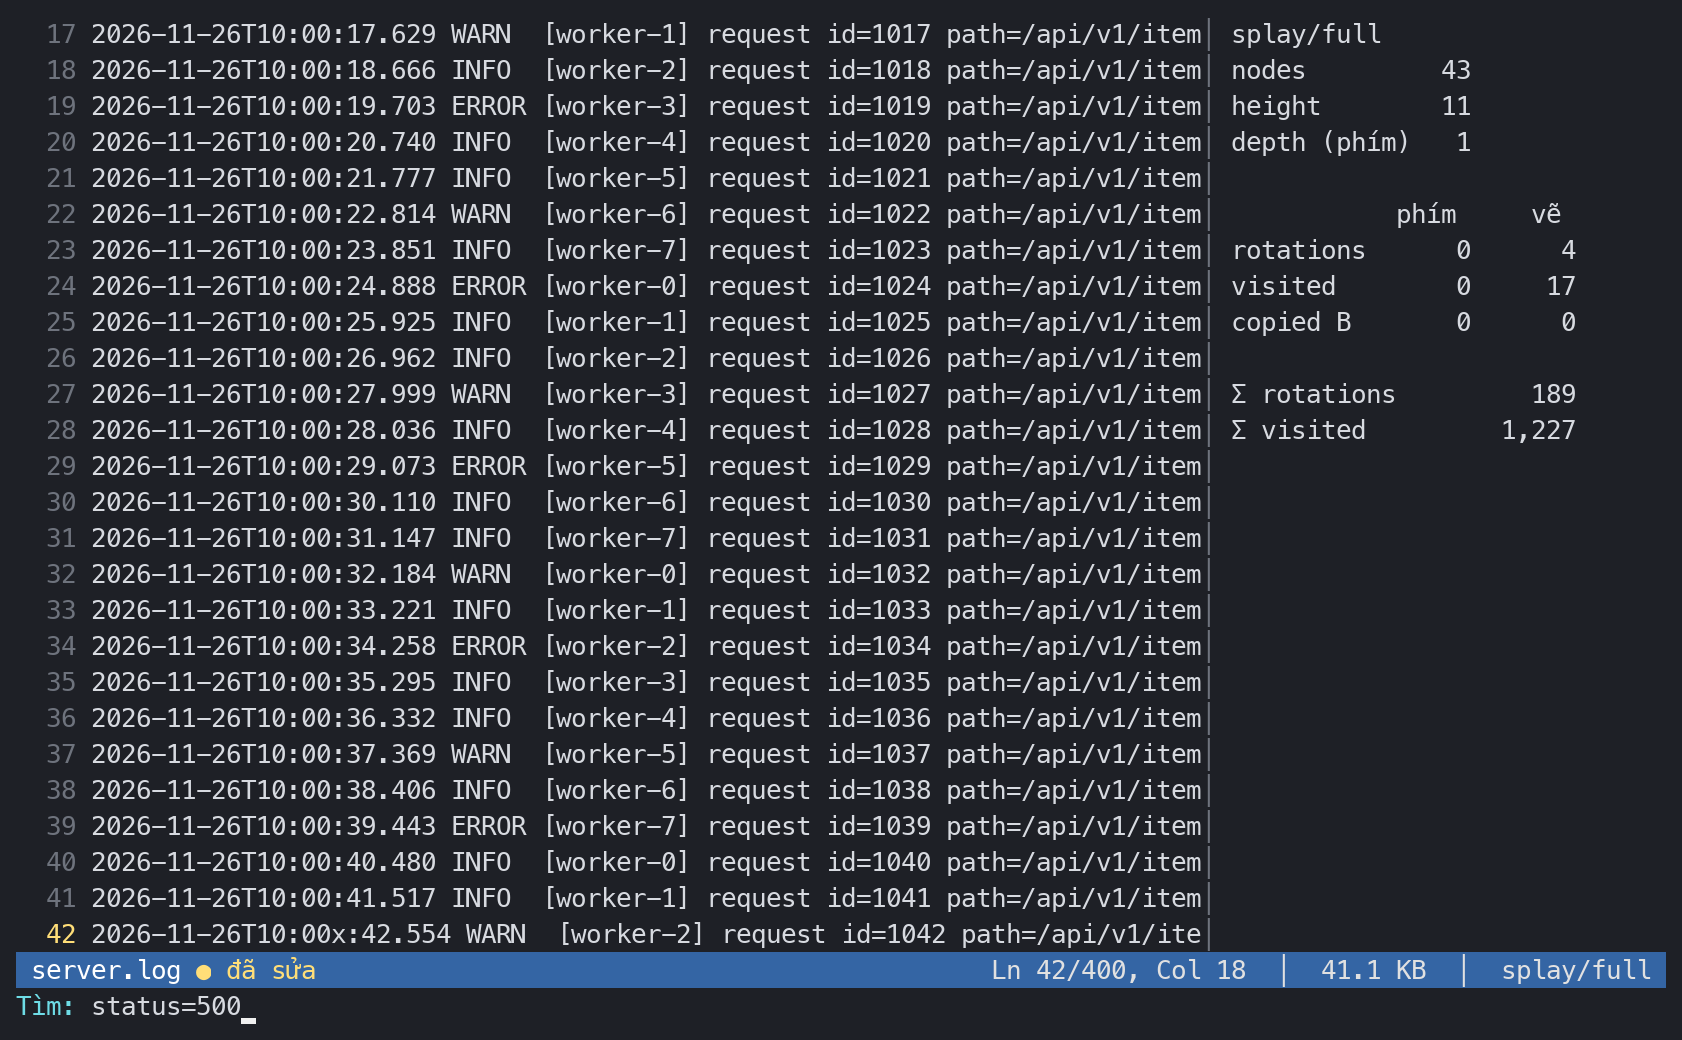 17 2026-11-26T10:00:17.629 WARN  [worker-1] request id=1017 path=/api/v1/item│ splay/full
18 2026-11-26T10:00:18.666 INFO  [worker-2] request id=1018 path=/api/v1/item│ nodes         43
19 2026-11-26T10:00:19.703 ERROR [worker-3] request id=1019 path=/api/v1/item│ height        11
20 2026-11-26T10:00:20.740 INFO  [worker-4] request id=1020 path=/api/v1/item│ depth (phím)   1
21 2026-11-26T10:00:21.777 INFO  [worker-5] request id=1021 path=/api/v1/item│
22 2026-11-26T10:00:22.814 WARN  [worker-6] request id=1022 path=/api/v1/item│            phím     vẽ
23 2026-11-26T10:00:23.851 INFO  [worker-7] request id=1023 path=/api/v1/item│ rotations      0      4
24 2026-11-26T10:00:24.888 ERROR [worker-0] request id=1024 path=/api/v1/item│ visited        0     17
25 2026-11-26T10:00:25.925 INFO  [worker-1] request id=1025 path=/api/v1/item│ copied B       0      0
26 2026-11-26T10:00:26.962 INFO  [worker-2] request id=1026 path=/api/v1/item│
27 2026-11-26T10:00:27.999 WARN  [worker-3] request id=1027 path=/api/v1/item│ Σ rotations         189
28 2026-11-26T10:00:28.036 INFO  [worker-4] request id=1028 path=/api/v1/item│ Σ visited         1,227
29 2026-11-26T10:00:29.073 ERROR [worker-5] request id=1029 path=/api/v1/item│
30 2026-11-26T10:00:30.110 INFO  [worker-6] request id=1030 path=/api/v1/item│
31 2026-11-26T10:00:31.147 INFO  [worker-7] request id=1031 path=/api/v1/item│
32 2026-11-26T10:00:32.184 WARN  [worker-0] request id=1032 path=/api/v1/item│
33 2026-11-26T10:00:33.221 INFO  [worker-1] request id=1033 path=/api/v1/item│
34 2026-11-26T10:00:34.258 ERROR [worker-2] request id=1034 path=/api/v1/item│
35 2026-11-26T10:00:35.295 INFO  [worker-3] request id=1035 path=/api/v1/item│
36 2026-11-26T10:00:36.332 INFO  [worker-4] request id=1036 path=/api/v1/item│
37 2026-11-26T10:00:37.369 WARN  [worker-5] request id=1037 path=/api/v1/item│
38 2026-11-26T10:00:38.406 INFO  [worker-6] request id=1038 path=/api/v1/item│
39 2026-11-26T10:00:39.443 ERROR [worker-7] request id=1039 path=/api/v1/item│
40 2026-11-26T10:00:40.480 INFO  [worker-0] request id=1040 path=/api/v1/item│
41 2026-11-26T10:00:41.517 INFO  [worker-1] request id=1041 path=/api/v1/item│
42 2026-11-26T10:00x:42.554 WARN  [worker-2] request id=1042 path=/api/v1/ite│
server.log ● đã sửa  Ln 42/400, Col 18  │  41.1 KB  │  splay/full
Tìm: status=500